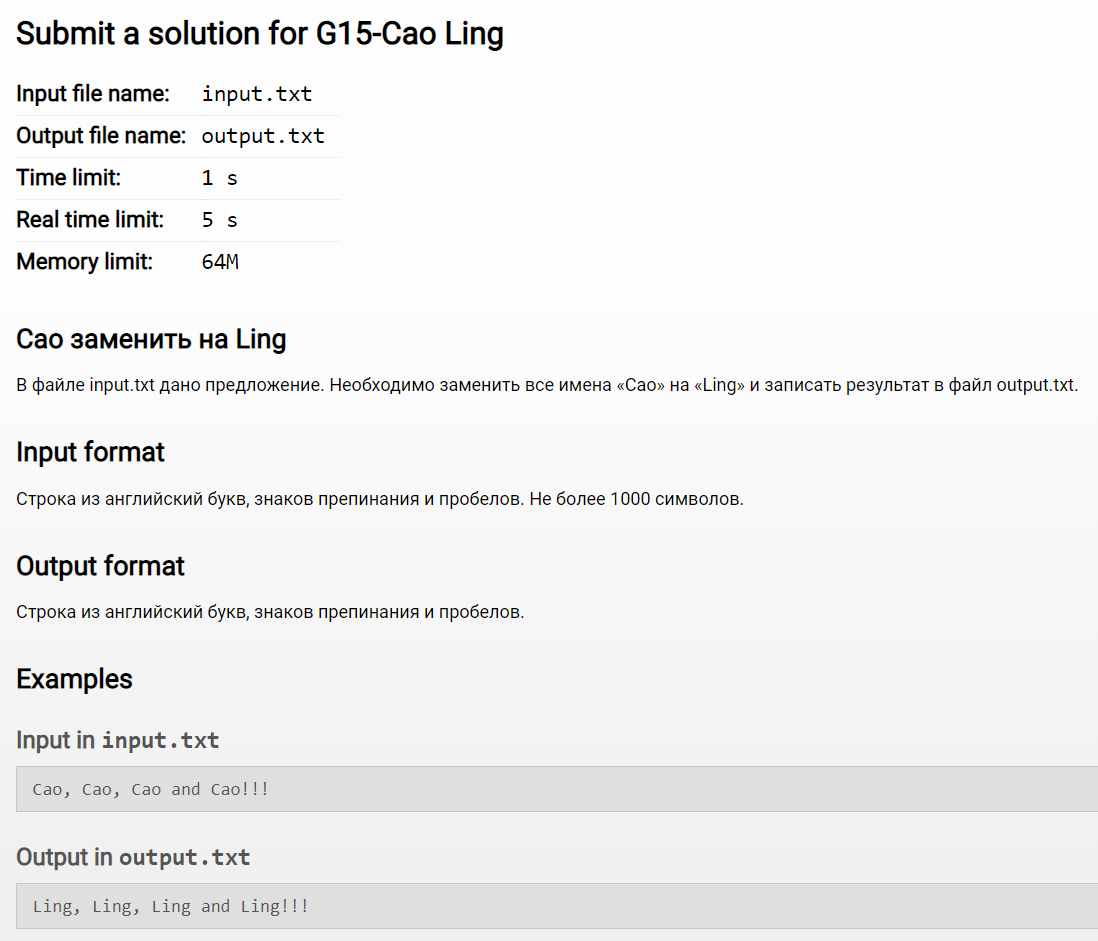 Submit a solution for G15-Cao Ling
Input file name: input.txt
Output file name: output.txt
Time limit: 1 s
Real time limit: 5 s
Memory limit: 64M
Cao заменить на Ling
В файле input.txt дано предложение. Необходимо заменить все имена «Cao» на «Ling» и записать результат в файл output.txt.
Input format
Строка из английский букв, знаков препинания и пробелов. Не более 1000 символов.
Output format
Строка из английский букв, знаков препинания и пробелов.
Examples
Input in input.txt
Cao, Cao, Cao and Cao!!!
Output in output.txt
Ling, Ling, Ling and Ling!!!